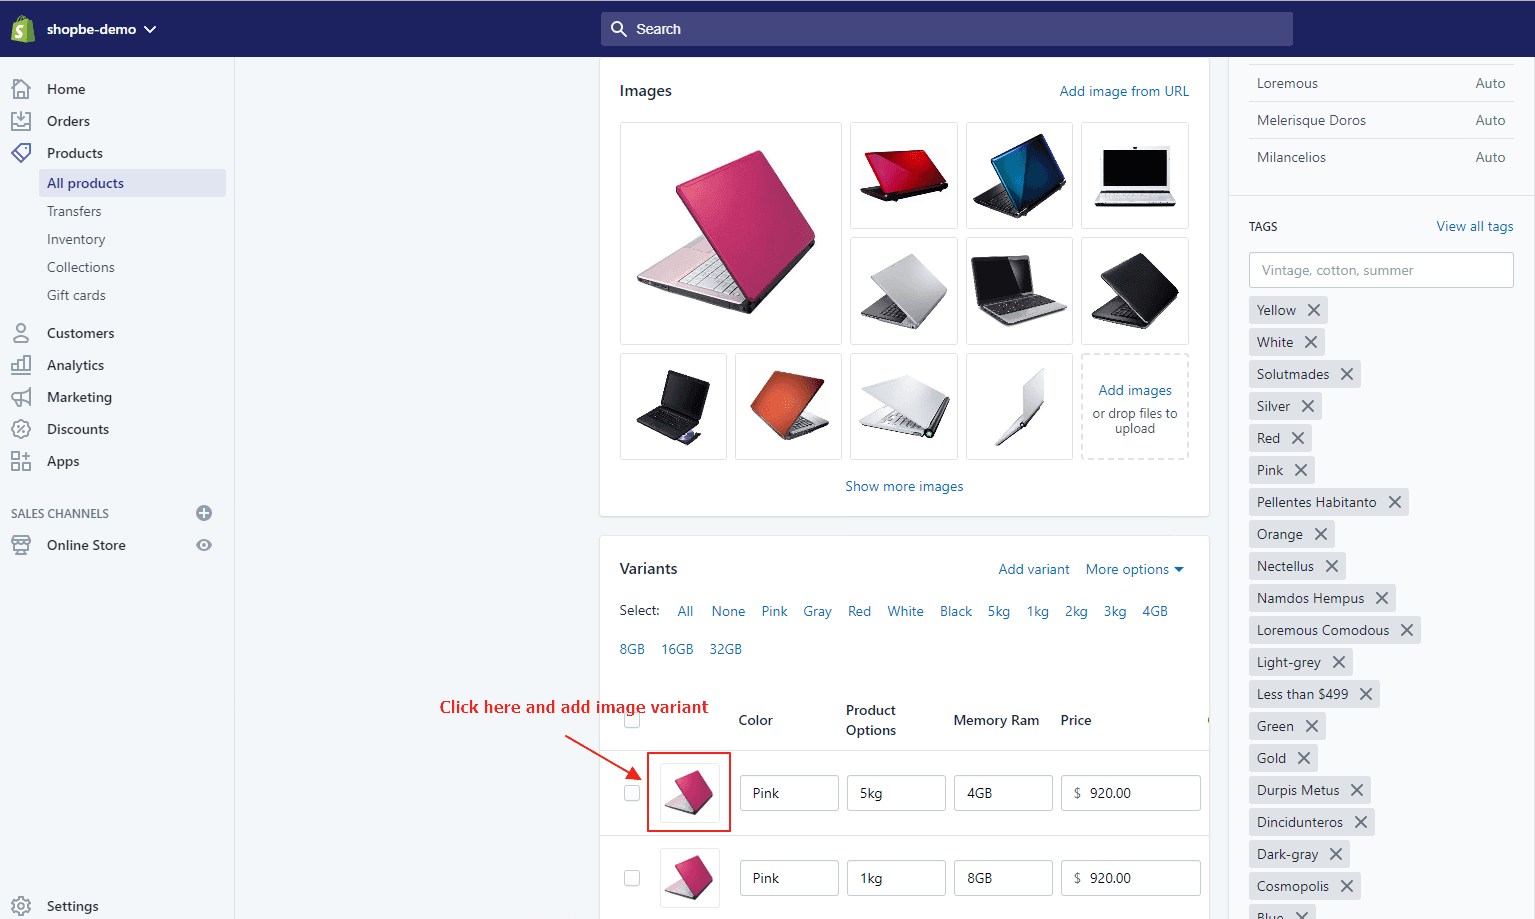 shopbe-demo
Search
Home
Orders
Products
All products
Transfers
Inventory
Collections
Gift cards
Customers
Analytics
Marketing
Discounts
Apps
SALES CHANNELS
Online Store
Settings
Images
Add image from URL
Add images
or drop files to
upload
Show more images
Variants
Add variant
More options
Select: All None Pink Gray Red White Black 5kg 1kg 2kg 3kg 4GB
8GB 16GB 32GB
Click here and add image variant
Color
Product
Options
Memory Ram
Price
Pink 5kg 4GB $ 920.00
Pink 1kg 8GB $ 920.00
Loremous Auto
Melerisque Doros Auto
Milancelios Auto
TAGS
View all tags
Vintage, cotton, summer
Yellow
White
Solutmades
Silver
Red
Pink
Pellentes Habitanto
Orange
Nectellus
Namdos Hempus
Loremous Comodous
Light-grey
Less than $499
Green
Gold
Durpis Metus
Dincidunteros
Dark-gray
Cosmopolis
Blue